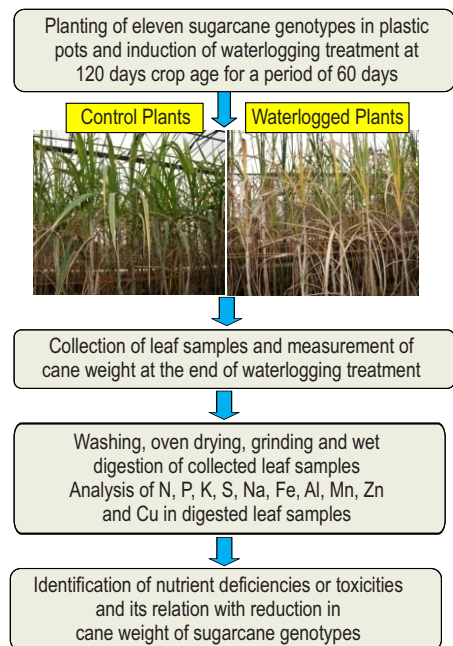 Planting of eleven sugarcane genotypes in plastic
pots and induction of waterlogging treatment at
120 days crop age for a period of 60 days
Control Plants
Waterlogged Plants
Collection of leaf samples and measurement of
cane weight at the end of waterlogging treatment
Washing, oven drying, grinding and wet
digestion of collected leaf samples
Analysis of N, P, K, S, Na, Fe, Al, Mn, Zn
and Cu in digested leaf samples
Identification of nutrient deficiencies or toxicities
and its relation with reduction in
cane weight of sugarcane genotypes